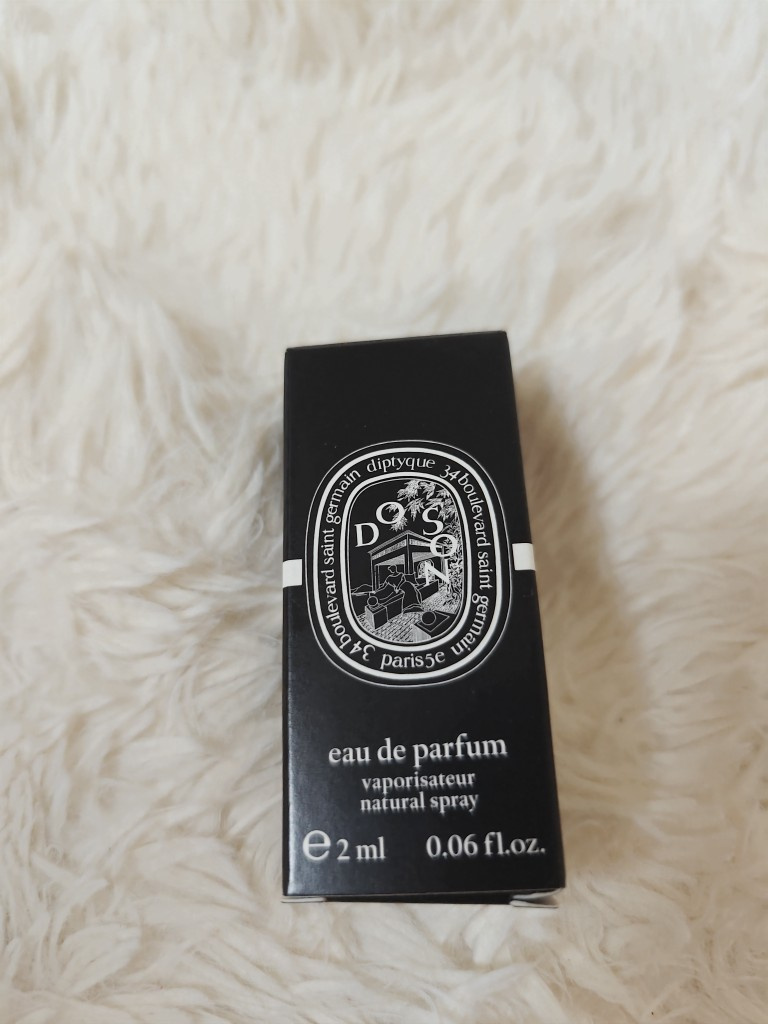 diptyque 34 boulevard saint germain paris 5e 34 boulevard saint germain
DO SON
eau de parfum
vaporisateur
natural spray
e 2 ml 0.06 fl.oz.